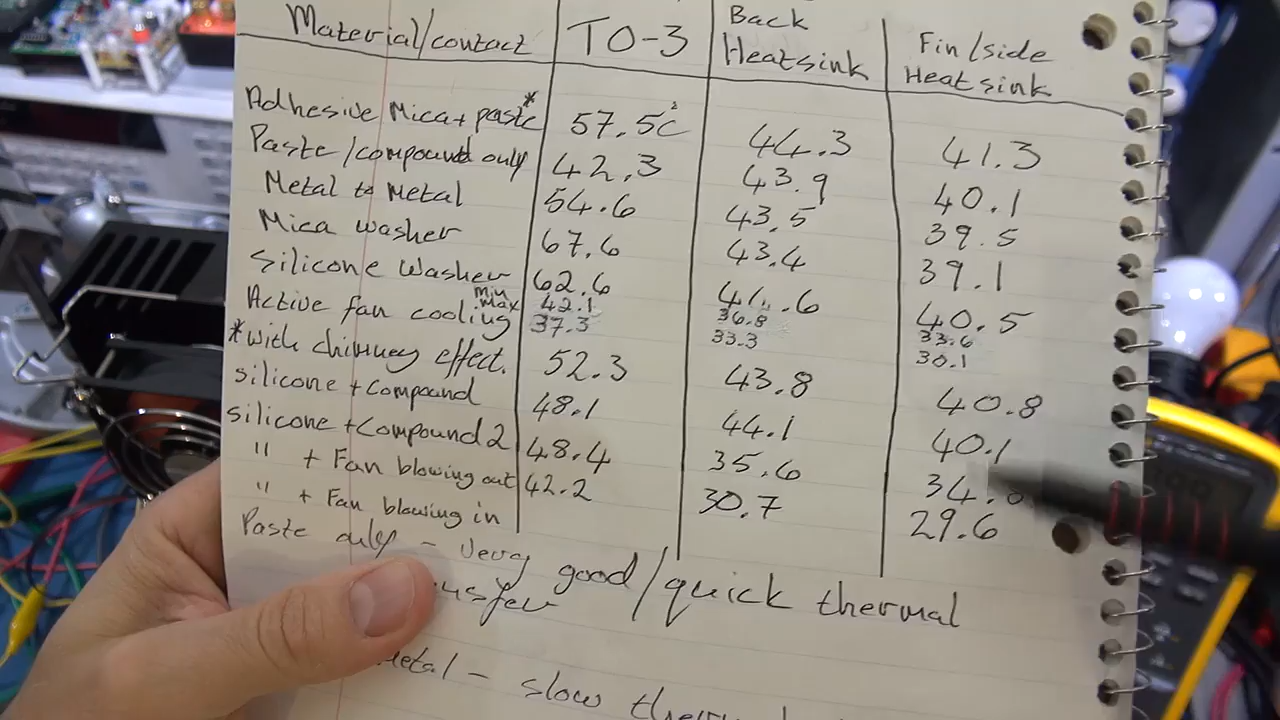 Material/contact TO-3 Back Heatsink Fin/side Heatsink
Adhesive Mica + paste* 57.5c 44.3 41.3
Paste/compound only 42.3 43.9 40.1
Metal to Metal 54.6 43.5 39.5
Mica washer 67.6 43.4 39.1
Silicone Washer 62.6 44.6 40.5
Active fan cooling Min 42.1 36.8 33.6
Max 37.3 33.3 30.1
*with chimney effect. 52.3 43.8 40.8
silicone + Compound 48.1 44.1 40.1
silicone + Compound 2 48.4 35.6
" + Fan blowing out 42.2 30.7 29.6
" + Fan blowing in
Paste only - Very good/quick thermal
- slow